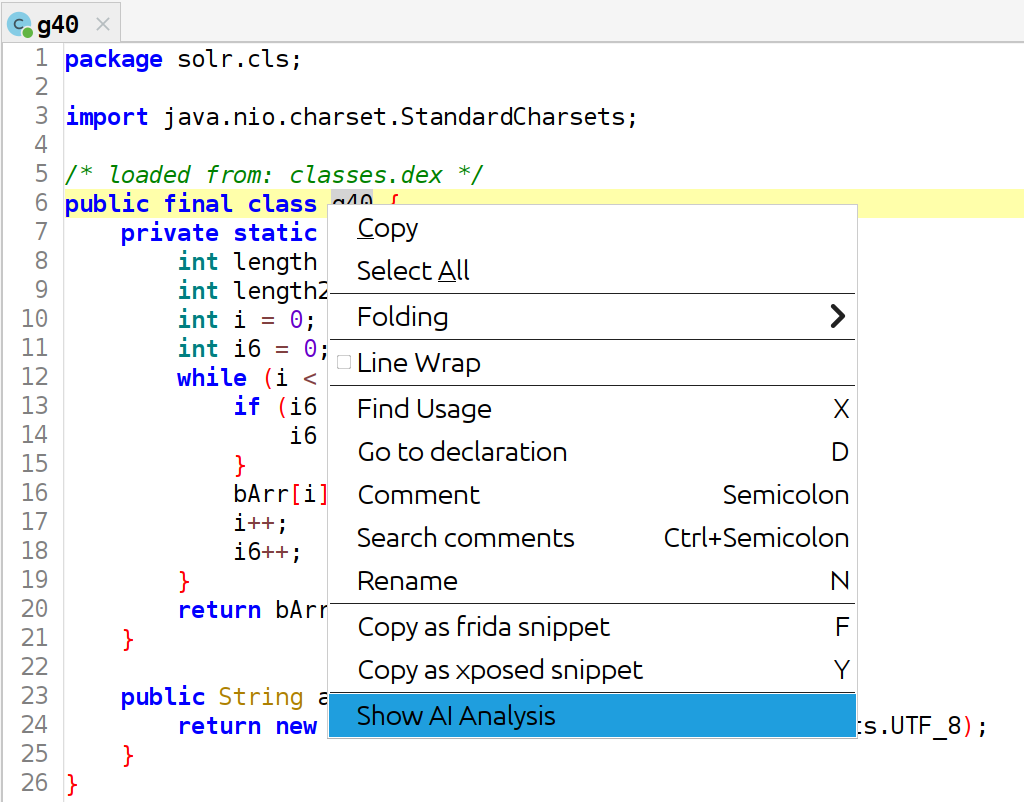 g40
1 package solr.cls;
2
3 import java.nio.charset.StandardCharsets;
4
5 /* loaded from: classes.dex */
6 public final class g40 {
7 private static
8 int length
9 int length2
10 int i = 0;
11 int i6 = 0;
12 while (i <
13 if (i6
14 i6
15 }
16 bArr[i]
17 i++;
18 i6++;
19 }
20 return bArr
21 }
22
23 public String a
24 return new ts.UTF_8);
25 }
26 }
Copy
Select All
Folding
Line Wrap
Find Usage X
Go to declaration D
Comment Semicolon
Search comments Ctrl+Semicolon
Rename N
Copy as frida snippet F
Copy as xposed snippet Y
Show AI Analysis